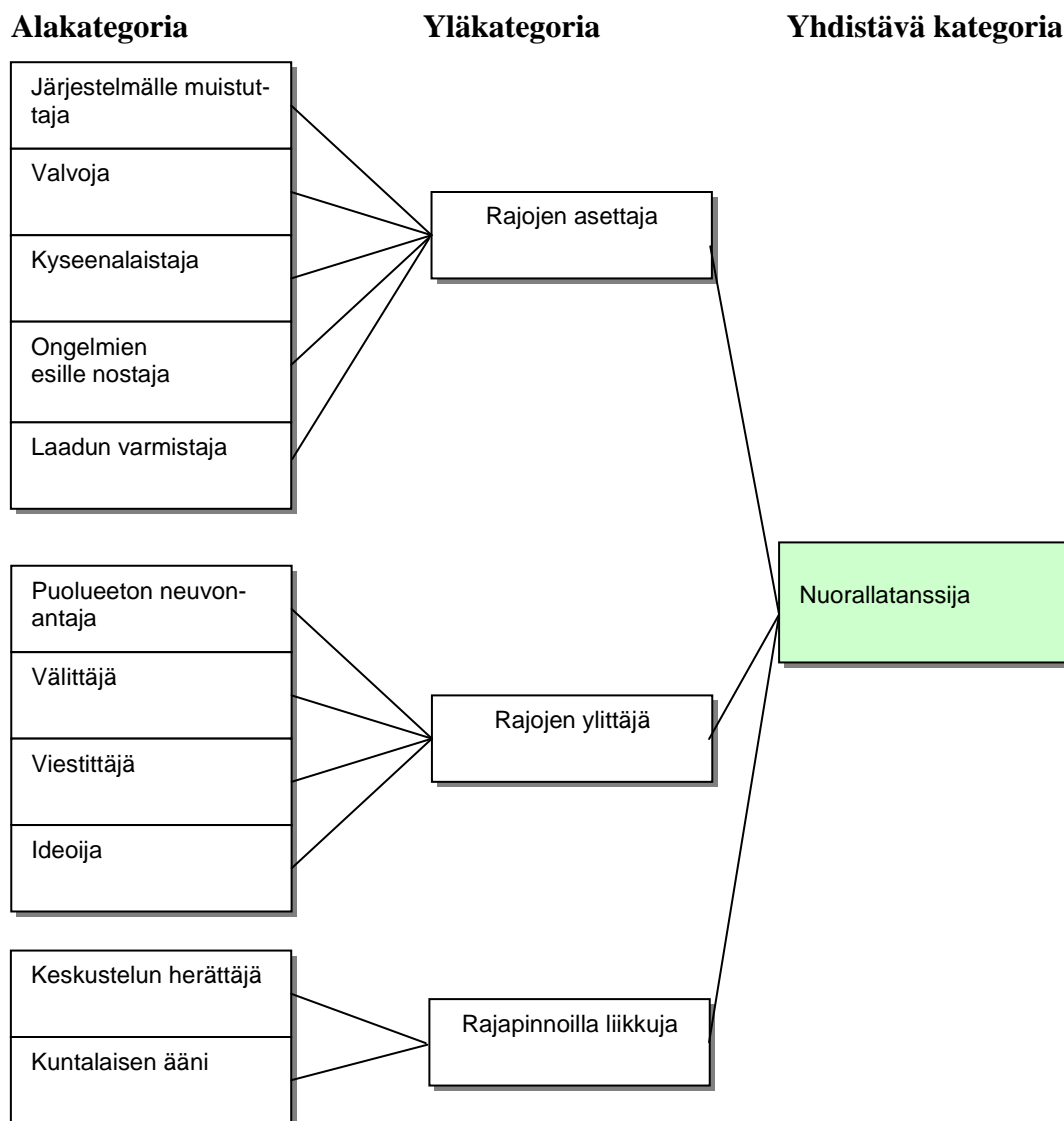 Alakategoria
Yläkategoria
Yhdistävä kategoria
Järjestelmälle muistut-
taja
Valvoja
Kyseenalaistaja
Ongelmien
esille nostaja
Laadun varmistaja
Rajojen asettaja
Puolueeton neuvon-
antaja
Välittäjä
Viestittäjä
Ideoija
Rajojen ylittäjä
Keskustelun herättäjä
Kuntalaisen ääni
Rajapinnoilla liikkuja
Nuorallatanssija